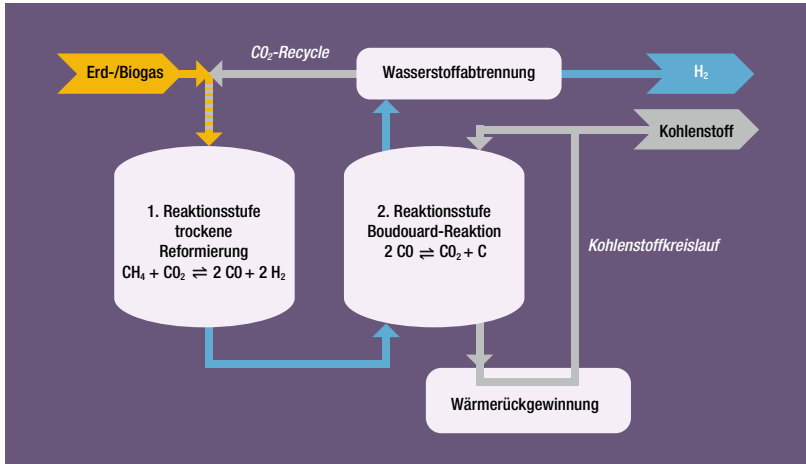 CO₂-Recycle
Erd-/Biogas
Wasserstoffabtrennung
H₂
Kohlenstoff
1. Reaktionsstufe
trockene
Reformierung
CH₄ + CO₂ ⇌ 2 CO + 2 H₂
2. Reaktionsstufe
Boudouard-Reaktion
2 CO ⇌ CO₂ + C
Kohlenstoffkreislauf
Wärmerückgewinnung